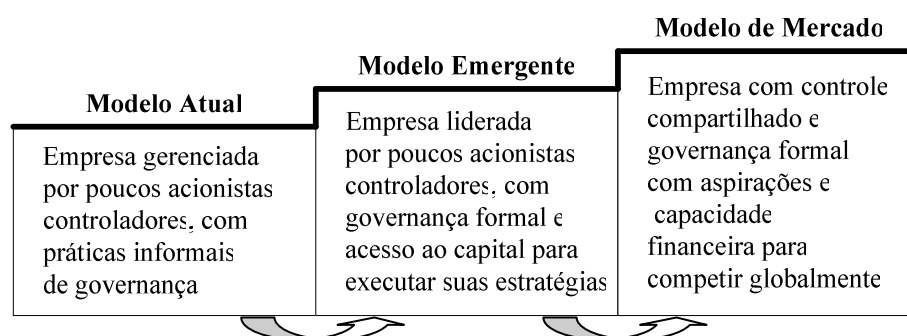 Modelo Atual
Empresa gerenciada
por poucos acionistas
controladores, com
práticas informais
de governança
Modelo Emergente
Empresa liderada
por poucos acionistas
controladores, com
governança formal e
acesso ao capital para
executar suas estratégias
Modelo de Mercado
Empresa com controle
compartilhado e
governança formal
com aspirações e
capacidade
financeira para
competir globalmente